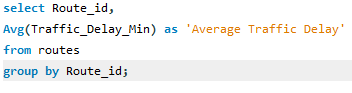 select Route_id,
Avg(Traffic_Delay_Min) as 'Average Traffic Delay'
from routes
group by Route_id;